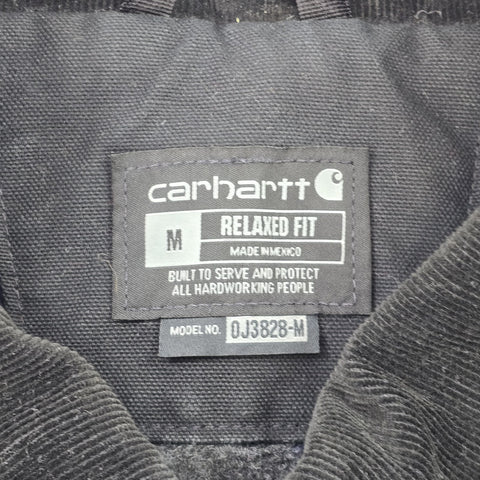 carhartt
M
RELAXED FIT
MADE IN MEXICO
BUILT TO SERVE AND PROTECT
ALL HARDWORKING PEOPLE
MODEL NO. OJ3828-M